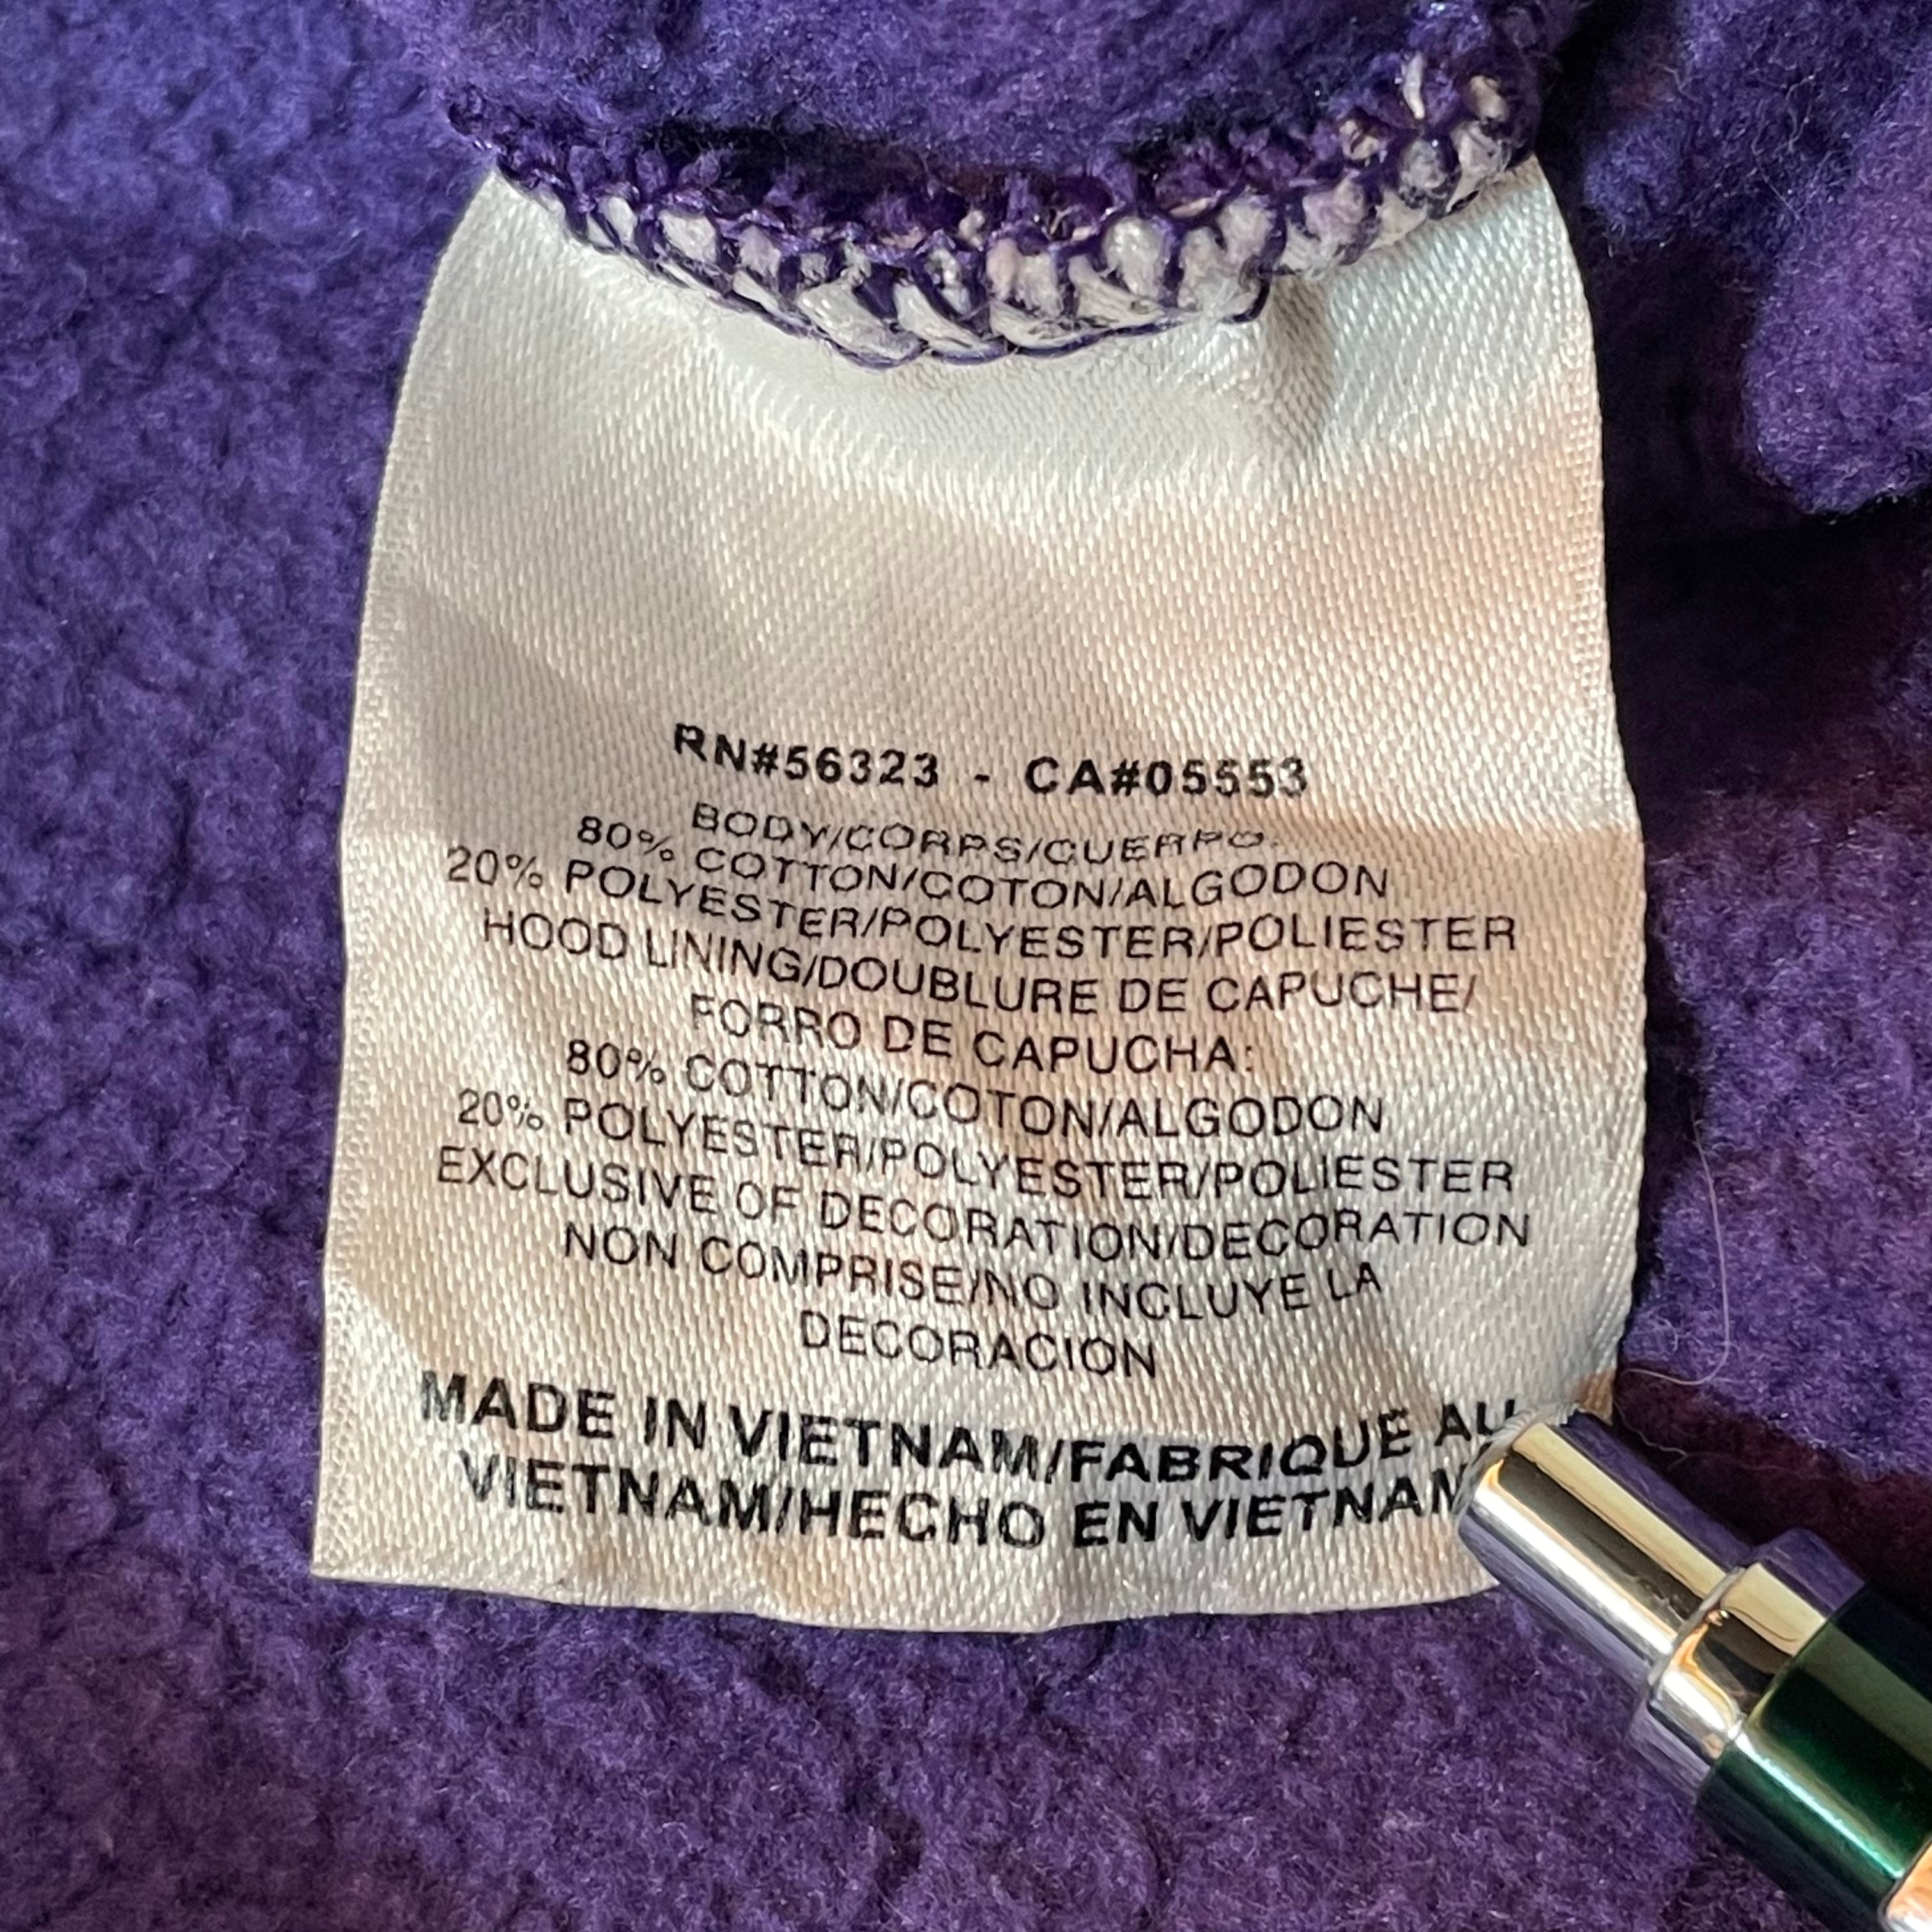 RN#56323 - CA#05553
BODY/CORPS/CUERPO:
80% COTTON/COTON/ALGODON
20% POLYESTER/POLYESTER/POLIESTER
HOOD LINING/DOUBLURE DE CAPUCHE/
FORRO DE CAPUCHA:
80% COTTON/COTON/ALGODON
20% POLYESTER/POLYESTER/POLIESTER
EXCLUSIVE OF DECORATION/DECORATION
NON COMPRISE/NO INCLUYE LA
DECORACION
MADE IN VIETNAM/FABRIQUE AU
VIETNAM/HECHO EN VIETNAM